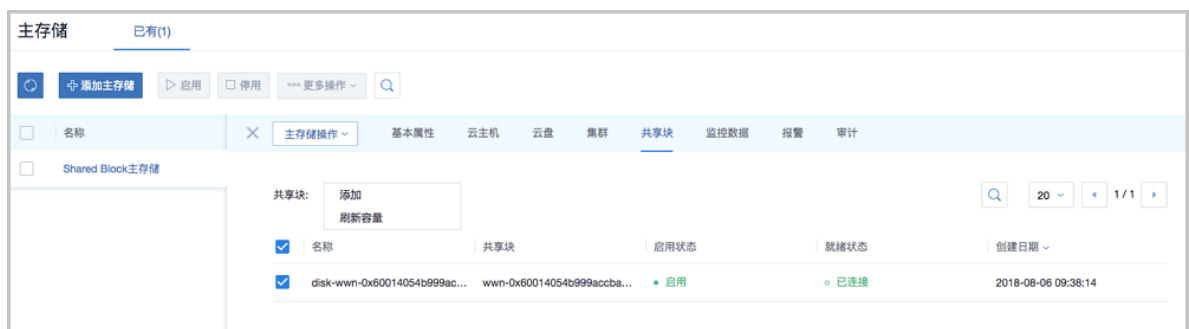 主存储 已有(1)
添加主存储 启用 停用 更多操作
名称 主存储操作 基本属性 云主机 云盘 集群 共享块 监控数据 报警 审计
Shared Block主存储
共享块: 添加 20 1 / 1
刷新容量
名称 共享块 启用状态 就绪状态 创建日期
disk-wwn-0x60014054b999ac... wwn-0x60014054b999accba... 启用 已连接 2018-08-06 09:38:14